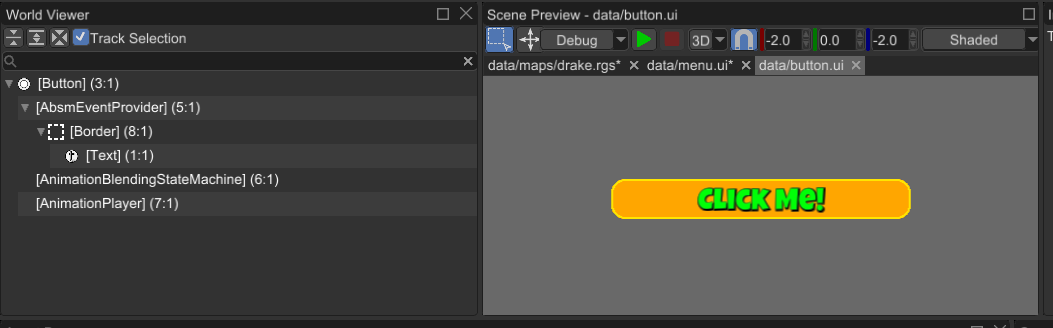 World Viewer
Track Selection
[Button] (3:1)
[AbsmEventProvider] (5:1)
[Border] (8:1)
[Text] (1:1)
[AnimationBlendingStateMachine] (6:1)
[AnimationPlayer] (7:1)
Scene Preview - data/button.ui
Debug 3D -2.0 0.0 -2.0 Shaded
data/maps/drake.rgs* data/menu.ui* data/button.ui
CLICK Me!